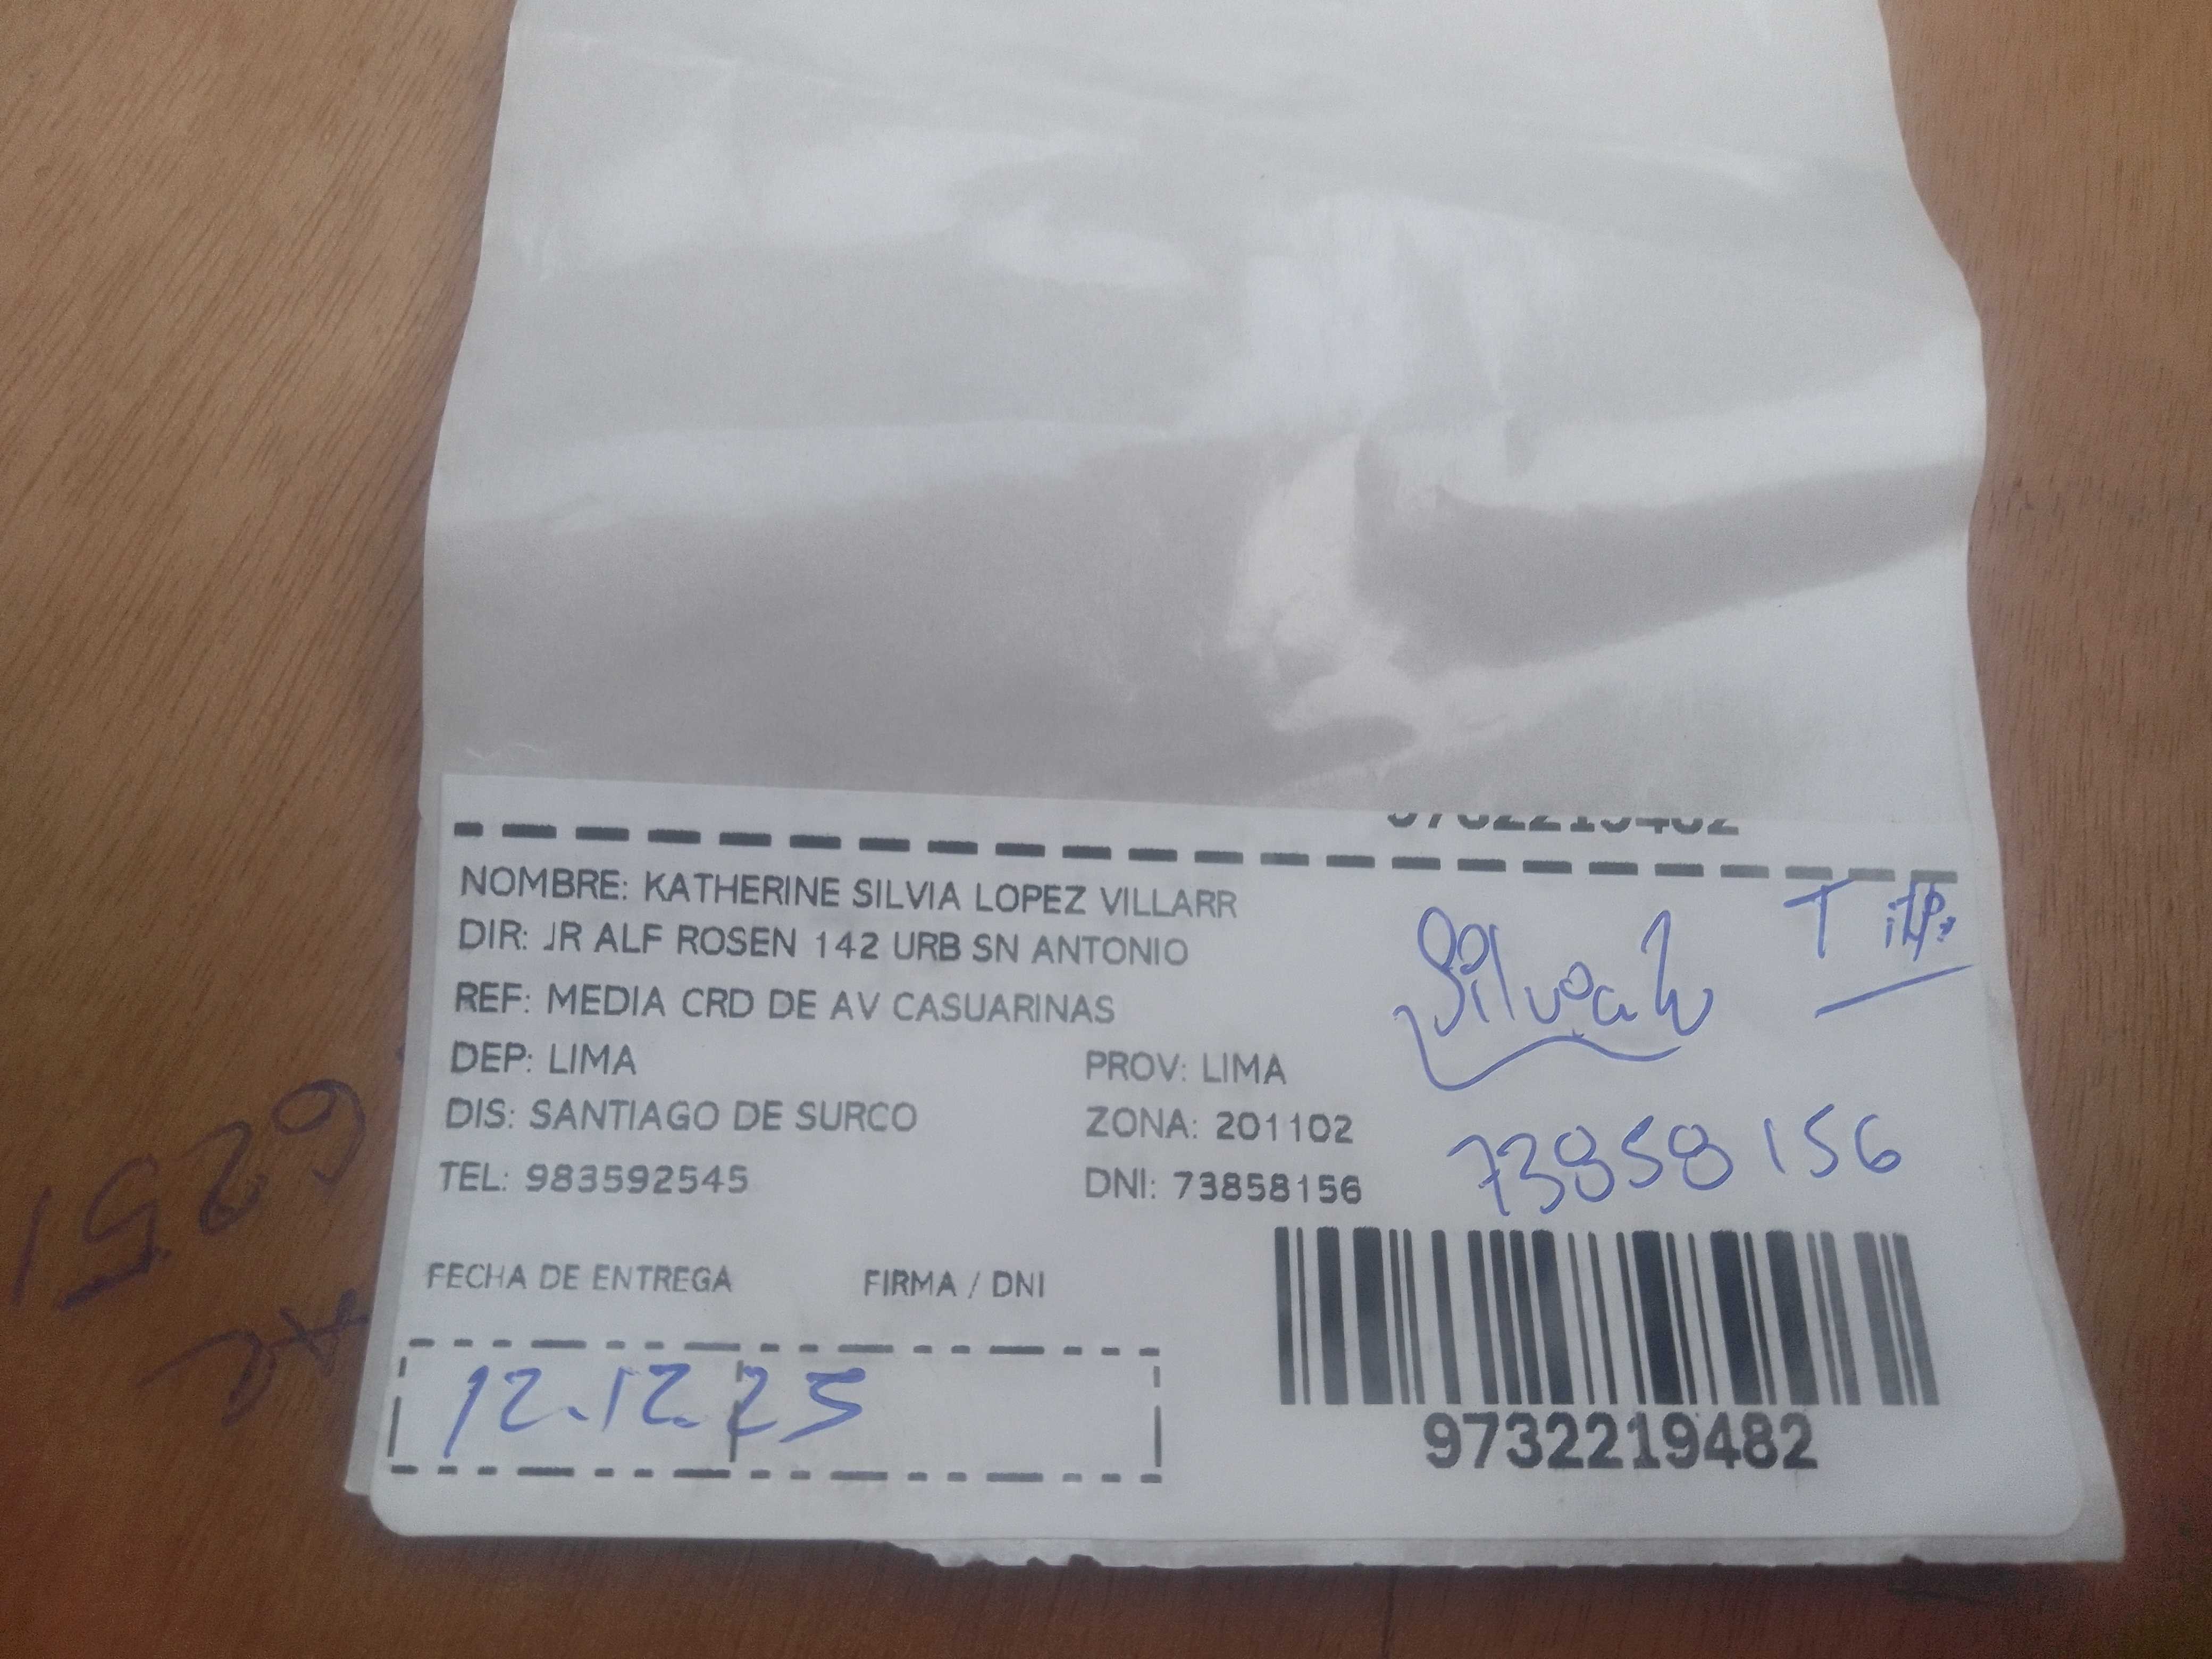 9732219482
NOMBRE: KATHERINE SILVIA LOPEZ VILLARR
DIR: JR ALF ROSEN 142 URB SN ANTONIO
REF: MEDIA CRD DE AV CASUARINAS
DEP: LIMA PROV: LIMA
DIS: SANTIAGO DE SURCO ZONA: 201102
TEL: 983592545 DNI: 73858156
73858156
FECHA DE ENTREGA FIRMA / DNI
12.12.25
9732219482
6251